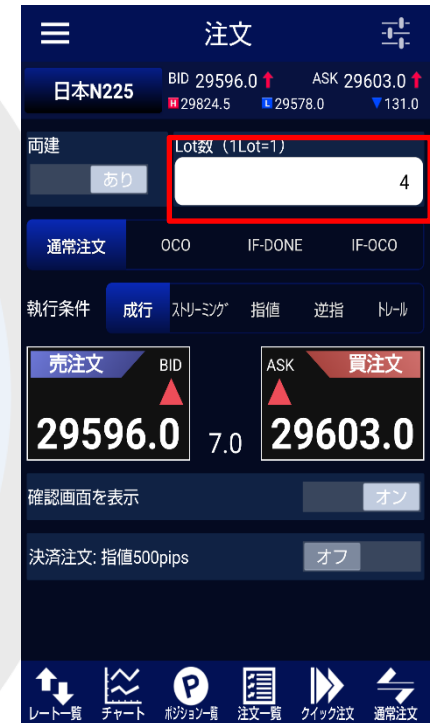 注文
日本N225
BID 29596.0 ASK 29603.0
H 29824.5 L 29578.0 ▼131.0
両建 Lot数（1Lot=1）
あり 4
通常注文 OCO IF-DONE IF-OCO
執行条件 成行 ｽﾄﾘｰﾐﾝｸﾞ 指値 逆指 ﾄﾚｰﾙ
売注文 BID ASK 買注文
29596.0 7.0 29603.0
確認画面を表示 オン
決済注文: 指値500pips オフ
レート一覧 チャート ポジション一覧 注文一覧 クイック注文 通常注文